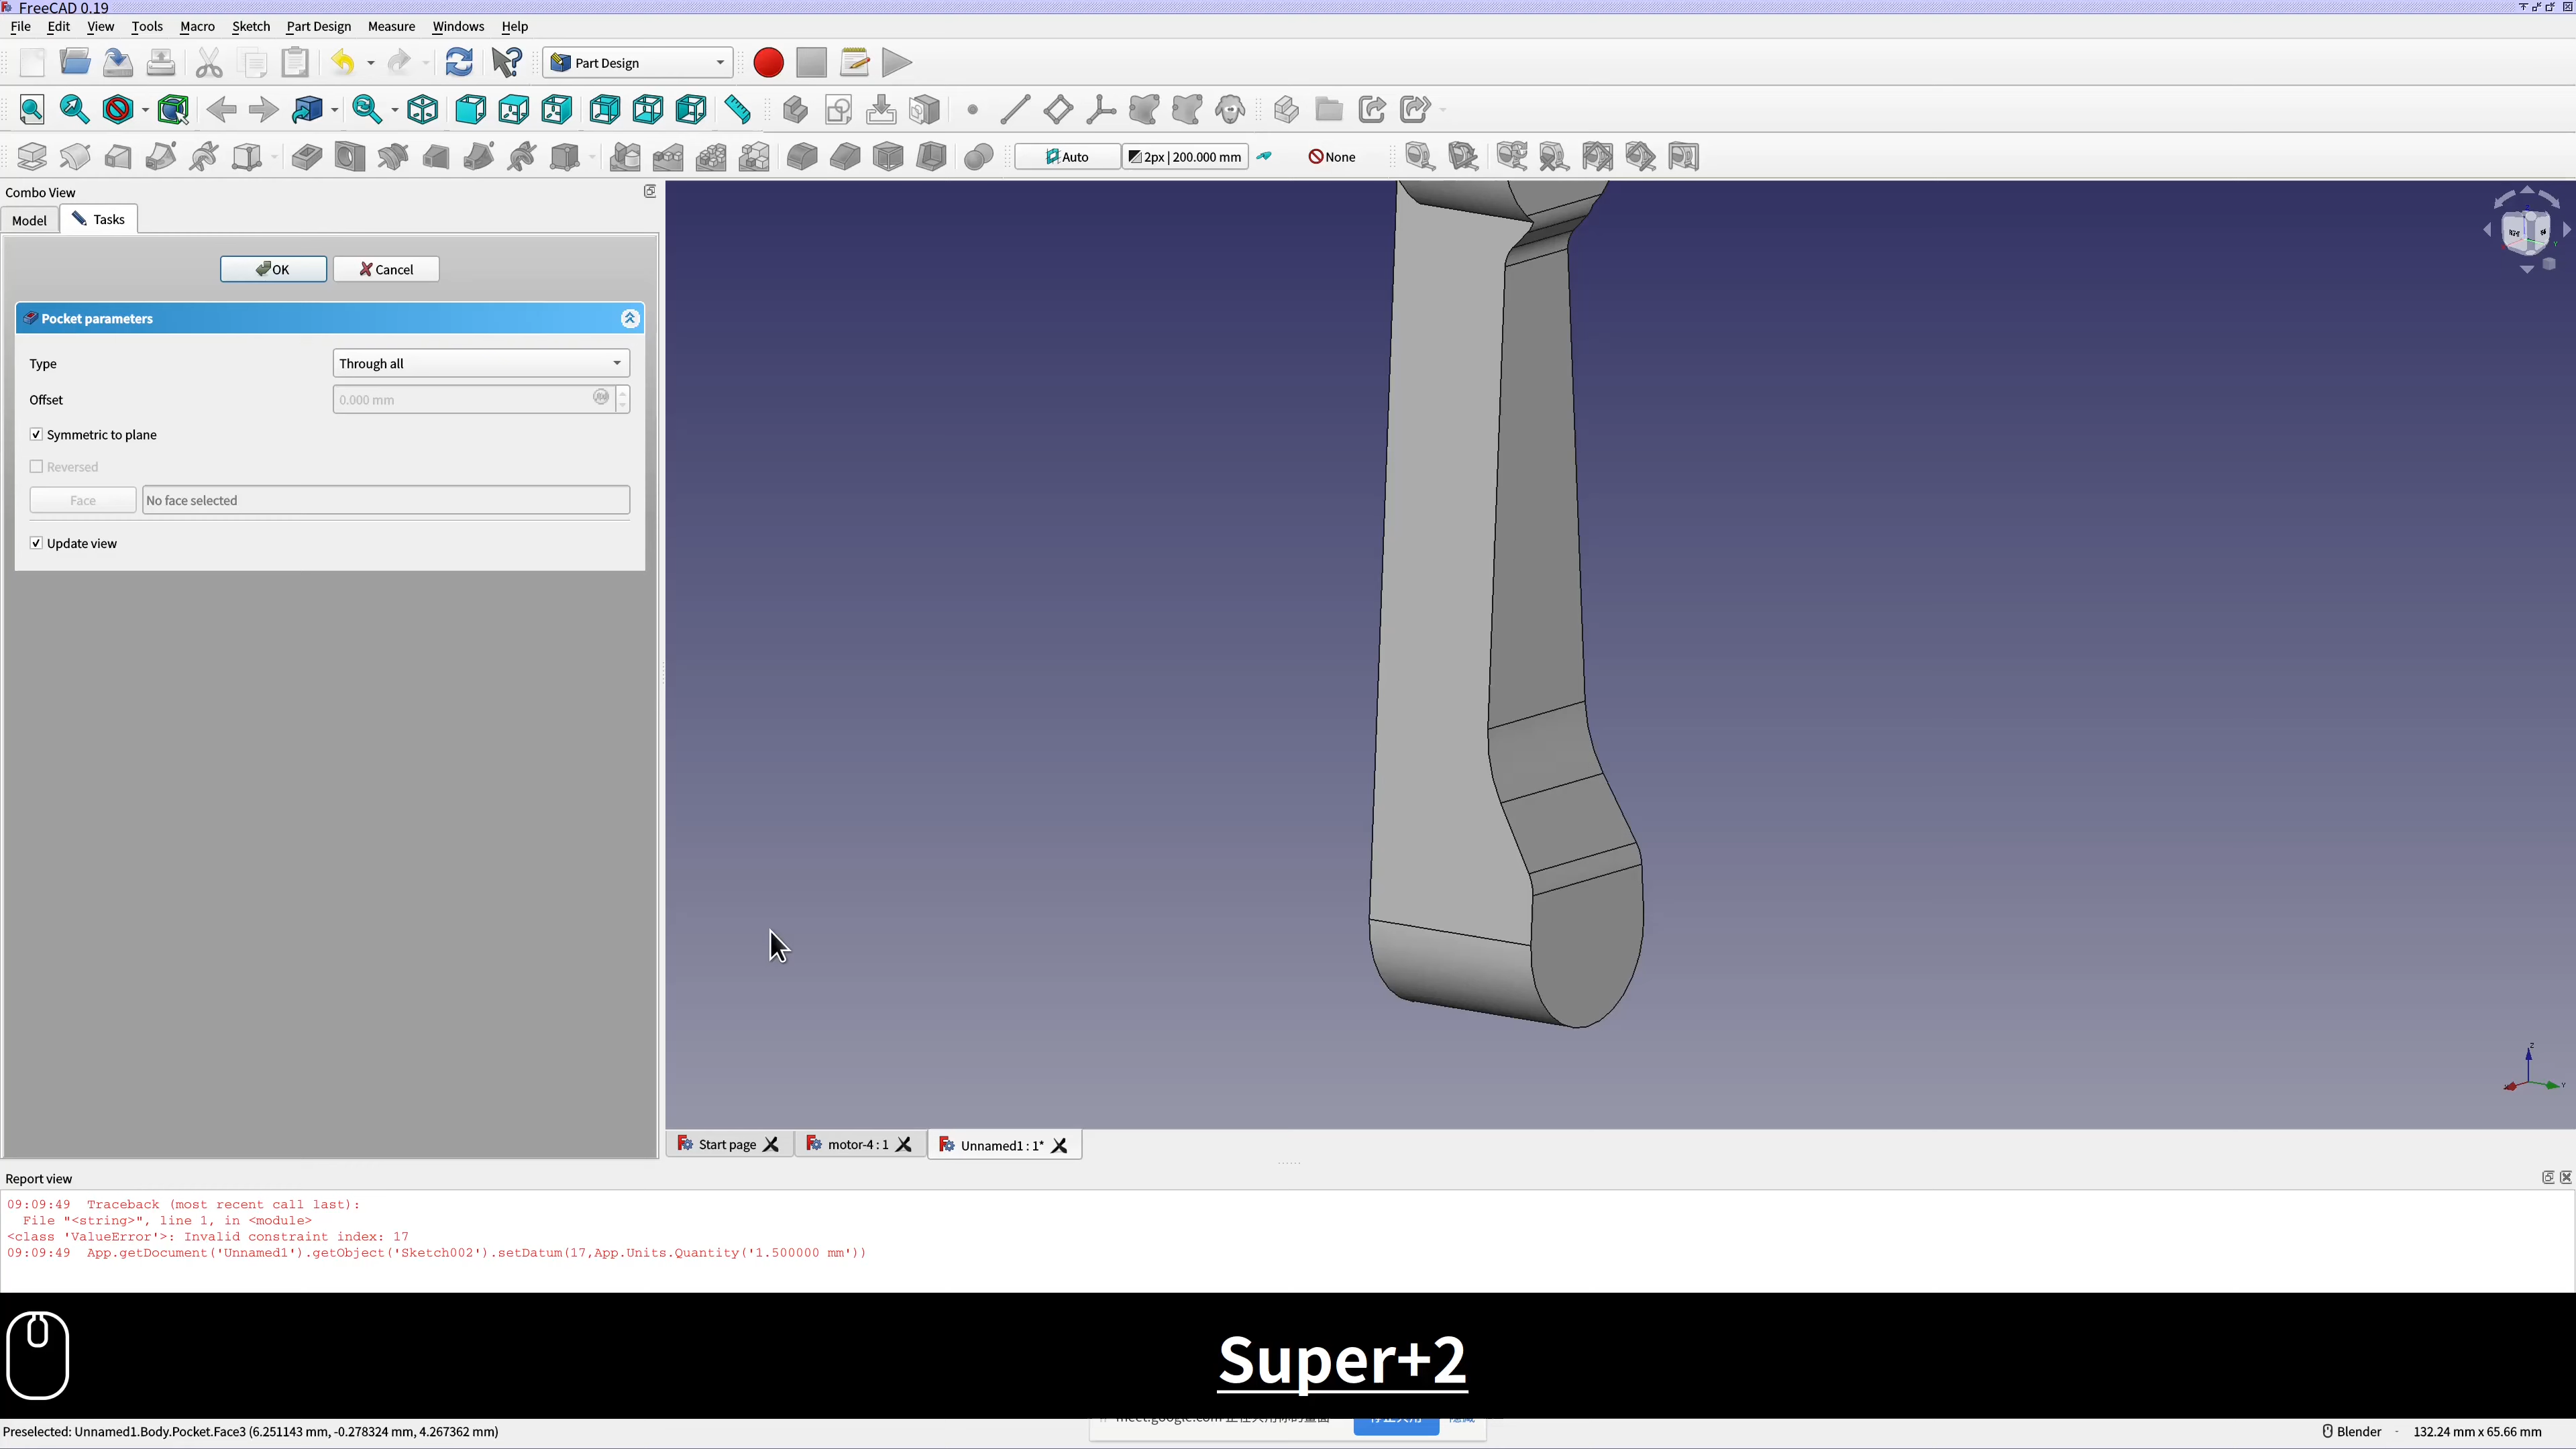 FreeCAD 0.19
File Edit View Tools Macro Sketch Part Design Measure Windows Help
Part Design
Auto 2px | 200.000 mm None
Combo View
Model Tasks
OK Cancel
Pocket parameters
Type Through all
Offset 0.000 mm
Symmetric to plane
Reversed
Face No face selected
Update view
Start page motor-4 : 1 Unnamed1 : 1*
Report view
09:09:49 Traceback (most recent call last):
File "<string>", line 1, in <module>
<class 'ValueError'>: Invalid constraint index: 17
09:09:49 App.getDocument('Unnamed1').getObject('Sketch002').setDatum(17,App.Units.Quantity('1.500000 mm'))
Super+2
meet.google.com
Preselected: Unnamed1.Body.Pocket.Face3 (6.251143 mm, -0.278324 mm, 4.267362 mm) Blender - 132.24 mm x 65.66 mm